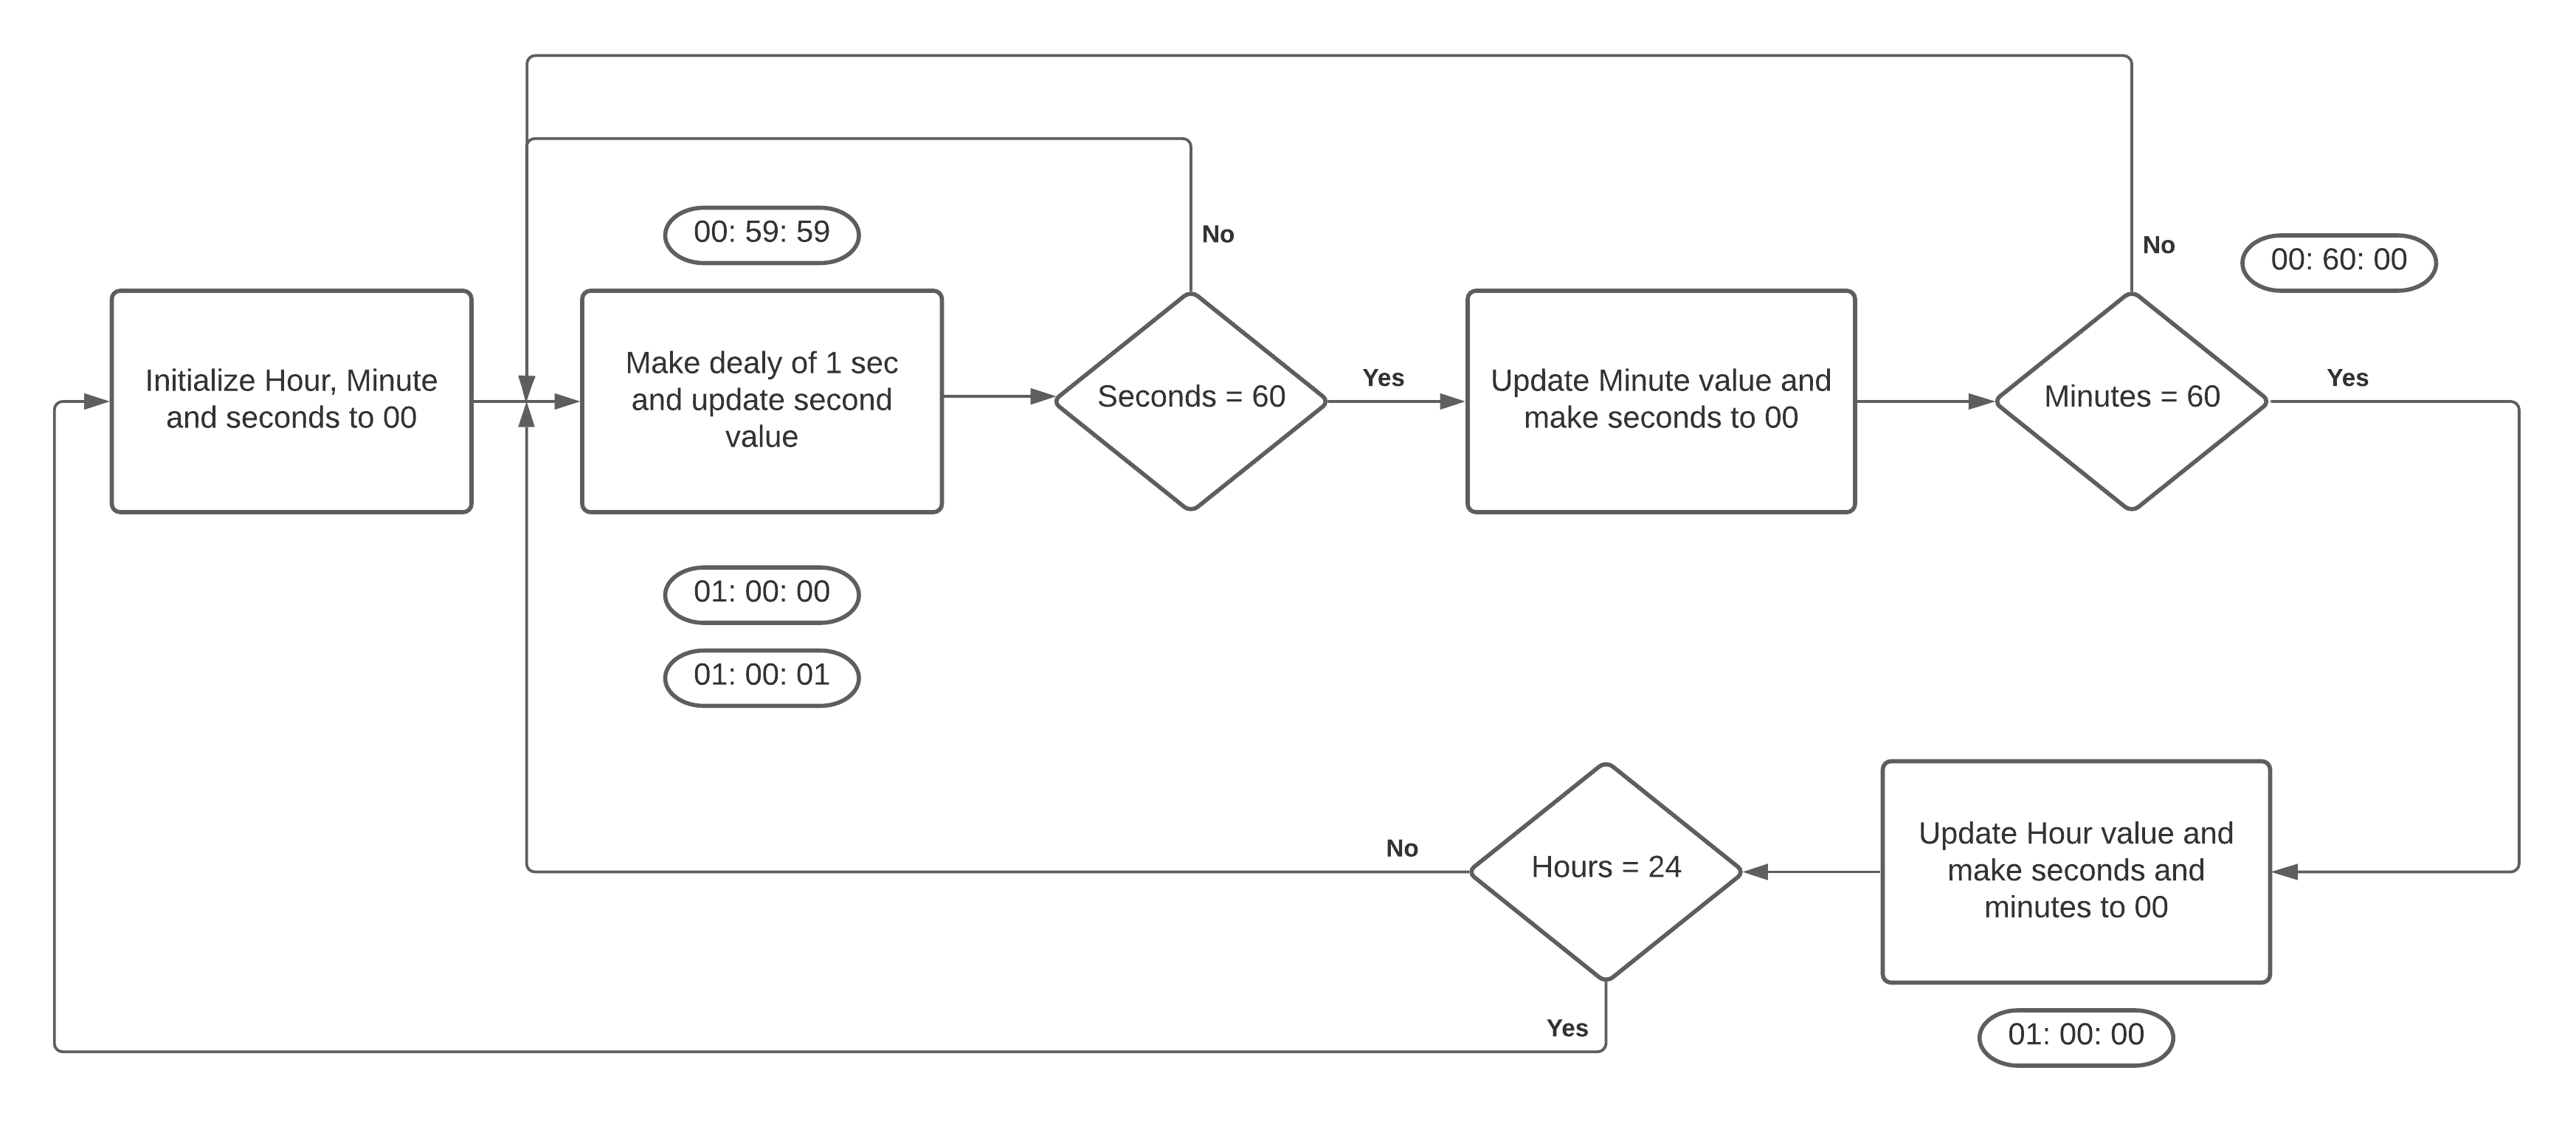 No
00: 59: 59
No
00: 60: 00
Initialize Hour, Minute
and seconds to 00
Make dealy of 1 sec
and update second
value
Seconds = 60
Yes
Update Minute value and
make seconds to 00
Minutes = 60
Yes
01: 00: 00
01: 00: 01
No
Hours = 24
Update Hour value and
make seconds and
minutes to 00
Yes
01: 00: 00